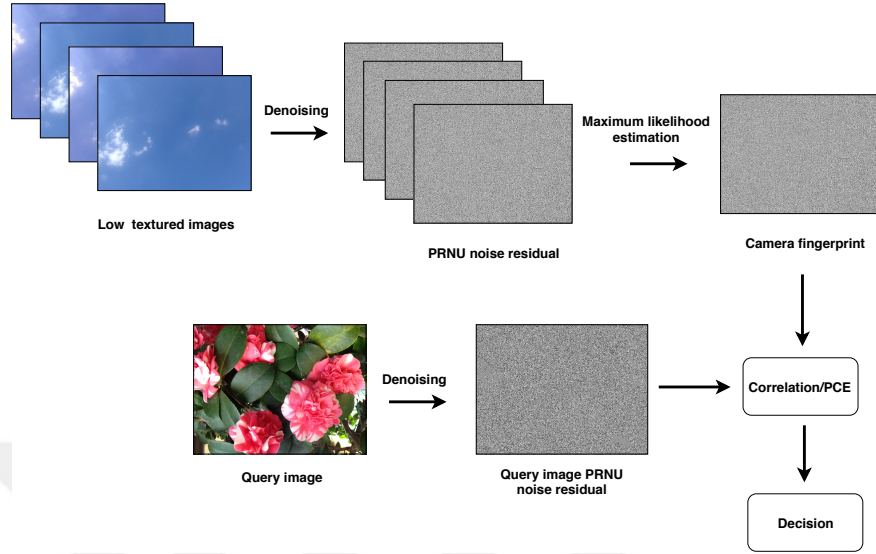 Denoising
Maximum likelihood
estimation
Low textured images
PRNU noise residual
Camera fingerprint
Denoising
Correlation/PCE
Query image
Query image PRNU
noise residual
Decision